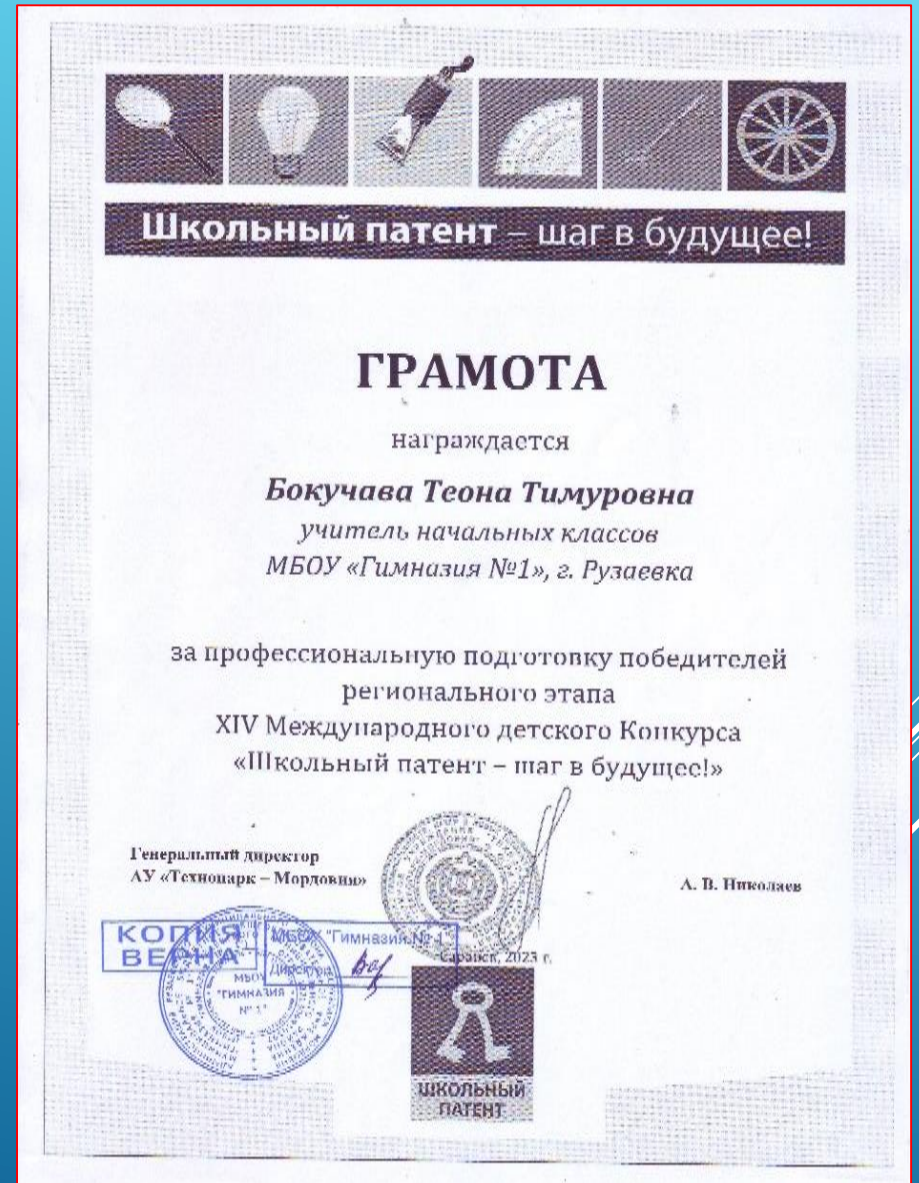 Школьный патент – шаг в будущее!
ГРАМОТА
награждается
Бокучава Теона Тимуровна
учитель начальных классов
МБОУ «Гимназия №1», г. Рузаевка
за профессиональную подготовку победителей
регионального этапа
XIV Международного детского Конкурса
«Школьный патент – шаг в будущее!»
Генеральный директор
АУ «Технопарк – Мордовия»
А. В. Николаев
КОПИЯ
ВЕРНА
МБОУ "Гимназия № 1"
Директор
Саранск, 2023 г.
МБОУ
"ГИМНАЗИЯ
№ 1"
ШКОЛЬНЫЙ
ПАТЕНТ